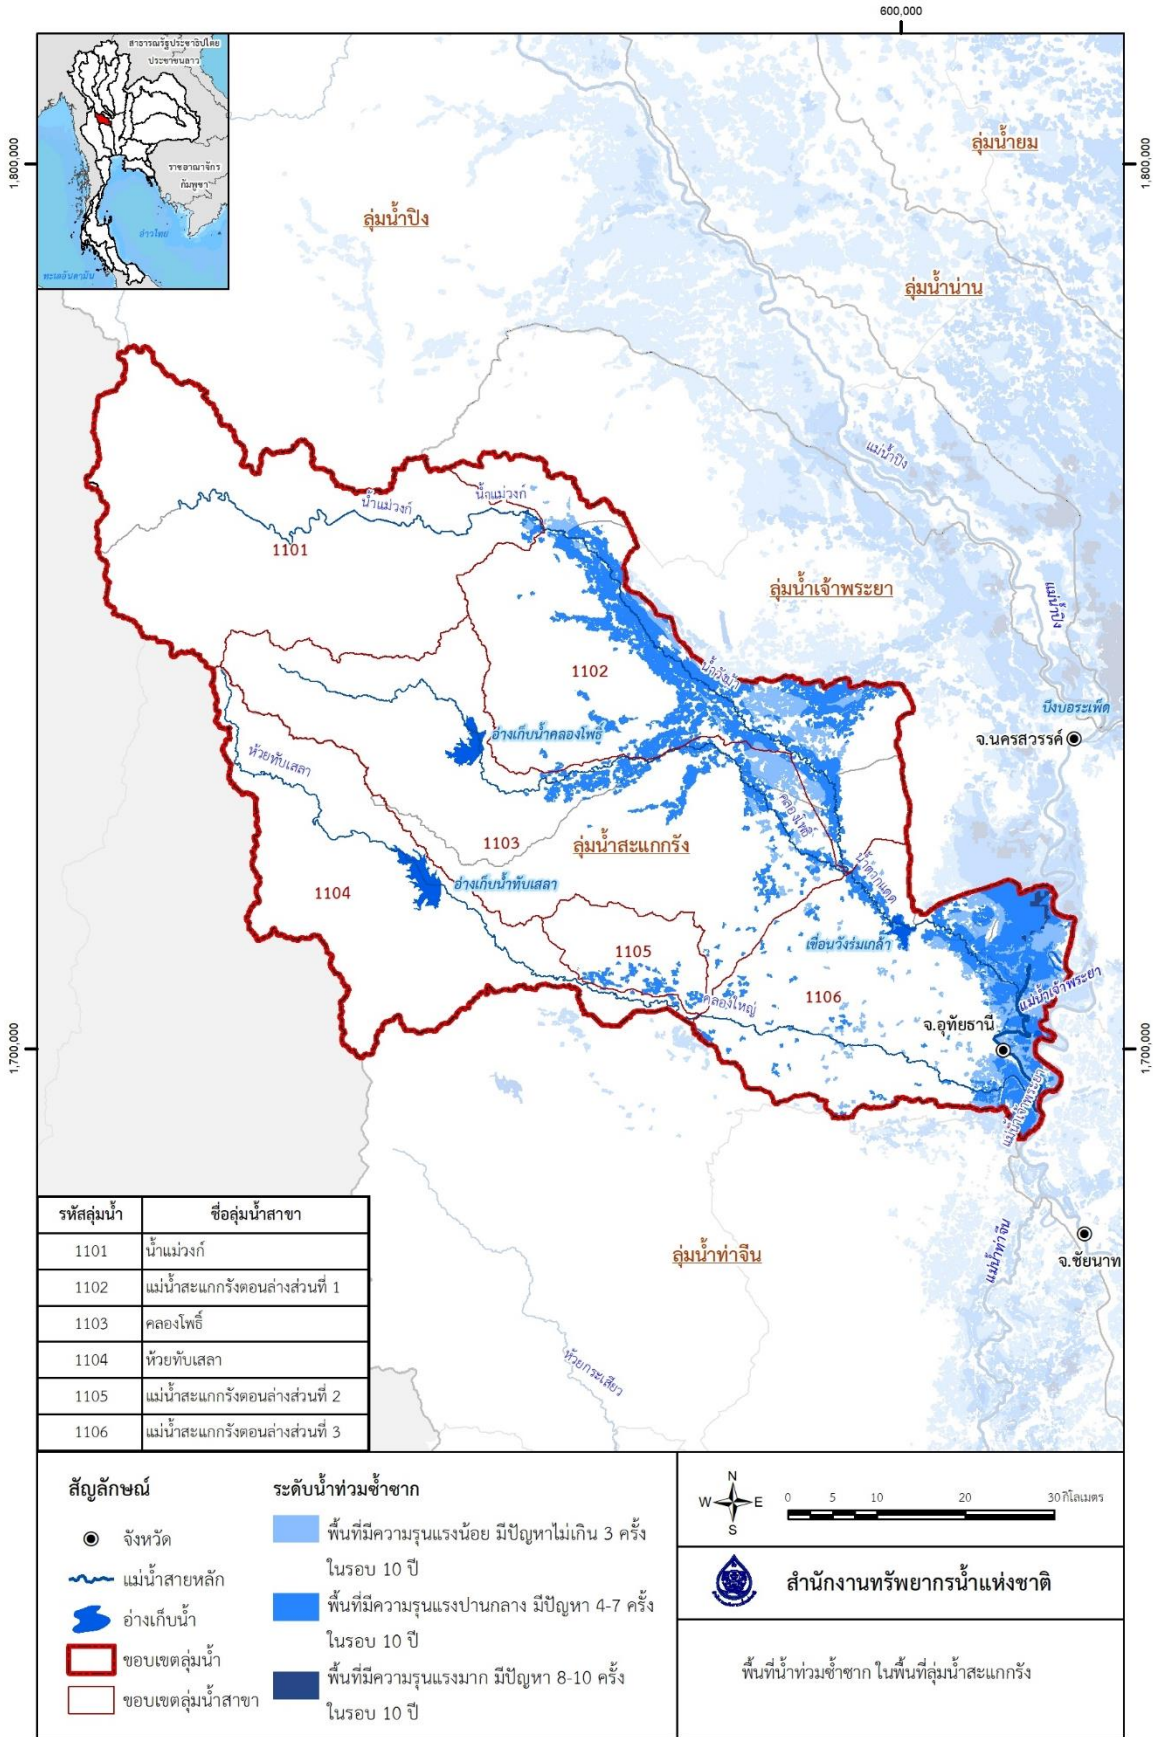 600,000
สาธารณรัฐประชาธิปไตย
ประชาชนลาว
ราชอาณาจักร
กัมพูชา
อ่าวไทย
ทะเลอันดามัน
1,800,000
1,800,000
ลุ่มน้ำยม
ลุ่มน้ำปิง
ลุ่มน้ำน่าน
แม่น้ำปิง
น้ำแม่วงก์
น้ำแม่วงก์
1101
ลุ่มน้ำเจ้าพระยา
แม่น้ำปิง
1102
น้ำวังม้า
บึงบอระเพ็ด
อ่างเก็บน้ำคลองโพธิ์
จ.นครสวรรค์
ห้วยทับเสลา
คลองโพธิ์
1103
ลุ่มน้ำสะแกกรัง
น้ำตากแดด
1104
อ่างเก็บน้ำทับเสลา
1105
เขื่อนวังร่มเกล้า
1106
คลองใหญ่
แม่น้ำเจ้าพระยา
จ.อุทัยธานี
1,700,000
1,700,000
แม่น้ำเจ้าพระยา
ลุ่มน้ำท่าจีน
แม่น้ำท่าจีน
จ.ชัยนาท
ห้วยกระเสียว
รหัสลุ่มน้ำ ชื่อลุ่มน้ำสาขา
1101 น้ำแม่วงก์
1102 แม่น้ำสะแกกรังตอนล่างส่วนที่ 1
1103 คลองโพธิ์
1104 ห้วยทับเสลา
1105 แม่น้ำสะแกกรังตอนล่างส่วนที่ 2
1106 แม่น้ำสะแกกรังตอนล่างส่วนที่ 3
สัญลักษณ์
จังหวัด
แม่น้ำสายหลัก
อ่างเก็บน้ำ
ขอบเขตลุ่มน้ำ
ขอบเขตลุ่มน้ำสาขา
ระดับน้ำท่วมซ้ำซาก
พื้นที่มีความรุนแรงน้อย มีปัญหาไม่เกิน 3 ครั้ง
ในรอบ 10 ปี
พื้นที่มีความรุนแรงปานกลาง มีปัญหา 4-7 ครั้ง
ในรอบ 10 ปี
พื้นที่มีความรุนแรงมาก มีปัญหา 8-10 ครั้ง
ในรอบ 10 ปี
N
W E
S
0 5 10 20 30 กิโลเมตร
สำนักงานทรัพยากรน้ำแห่งชาติ
พื้นที่น้ำท่วมซ้ำซาก ในพื้นที่ลุ่มน้ำสะแกกรัง